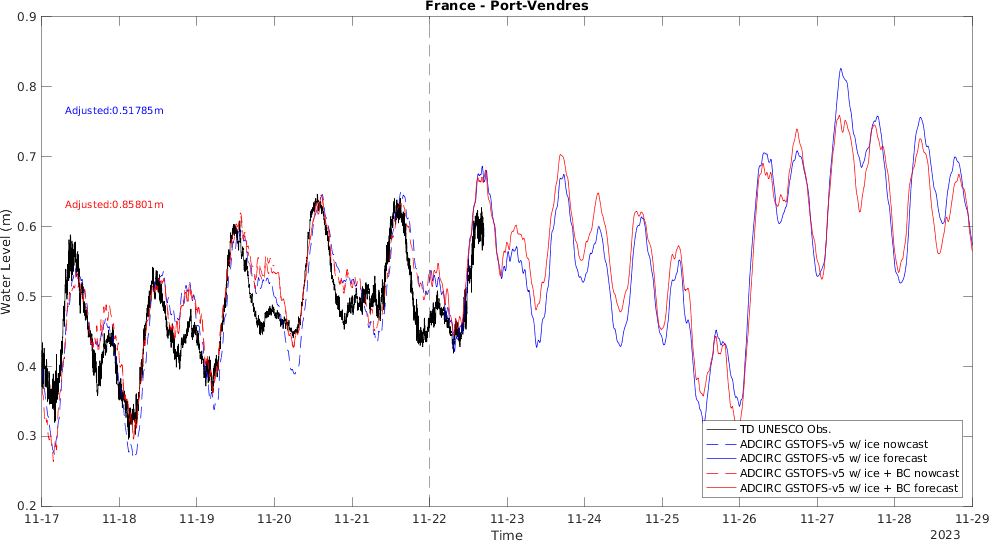 France - Port-Vendres
0.9
0.8
0.7
0.6
0.5
0.4
0.3
0.2
Water Level (m)
Adjusted:0.51785m
Adjusted:0.85801m
TD UNESCO Obs.
ADCIRC GSTOFS-v5 w/ ice nowcast
ADCIRC GSTOFS-v5 w/ ice forecast
ADCIRC GSTOFS-v5 w/ ice + BC nowcast
ADCIRC GSTOFS-v5 w/ ice + BC forecast
11-17 11-18 11-19 11-20 11-21 11-22 11-23 11-24 11-25 11-26 11-27 11-28 11-29
Time
2023